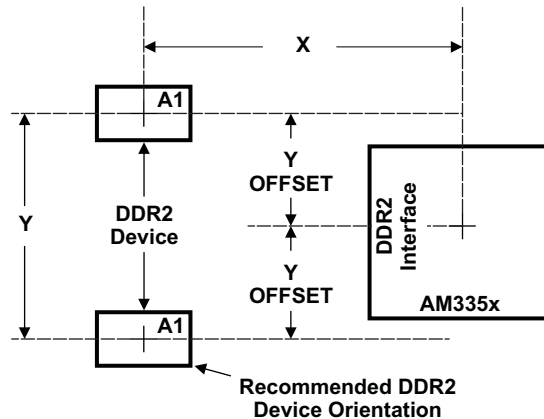 X
A1
Y
OFFSET
DDR2
Interface
Y
DDR2
Device
Y
OFFSET
AM335x
A1
Recommended DDR2
Device Orientation